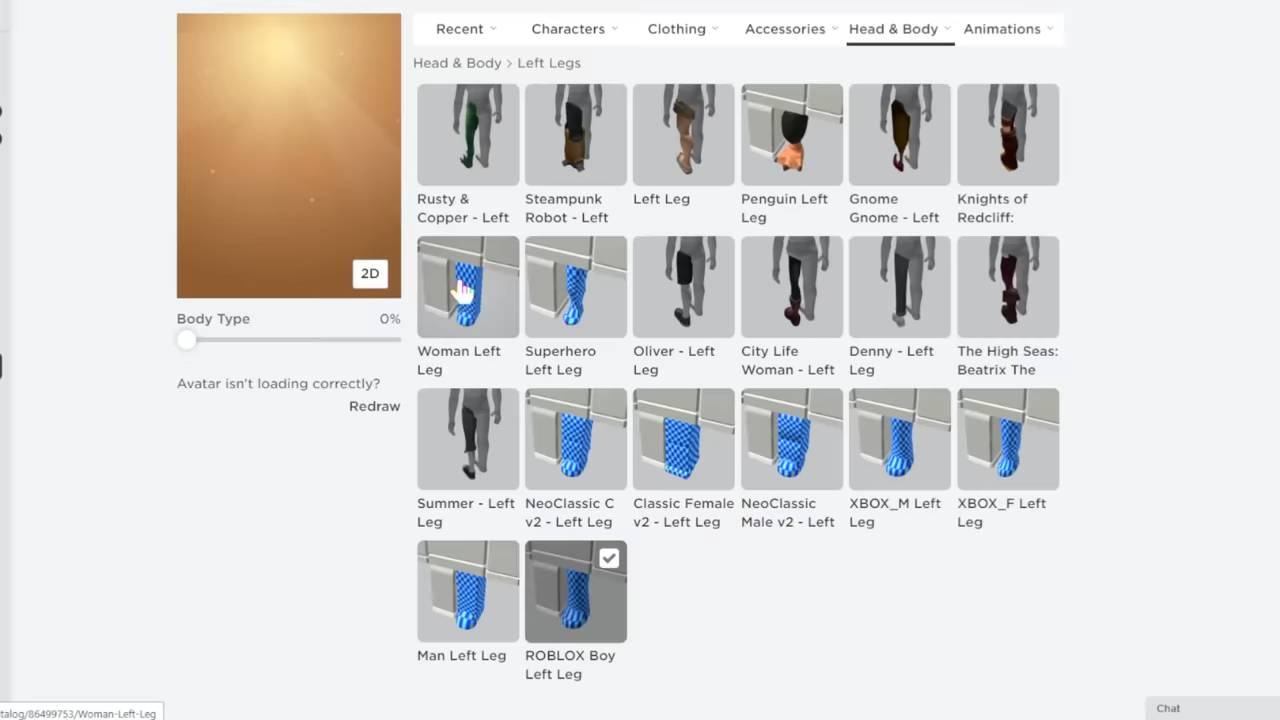 Recent
Characters
Clothing
Accessories
Head & Body
Animations
Head & Body > Left Legs
2D
Body Type
0%
Avatar isn't loading correctly?
Redraw
Rusty &
Copper - Left
Steampunk
Robot - Left
Left Leg
Penguin Left
Leg
Gnome
Gnome - Left
Knights of
Redcliff:
Woman Left
Leg
Superhero
Left Leg
Oliver - Left
Leg
City Life
Woman - Left
Denny - Left
Leg
The High Seas:
Beatrix The
Summer - Left
Leg
NeoClassic C
v2 - Left Leg
Classic Female
v2 - Left Leg
NeoClassic
Male v2 - Left
XBOX_M Left
Leg
XBOX_F Left
Leg
Man Left Leg
ROBLOX Boy
Left Leg
talog/86499753/Woman-Left-Leg
Chat